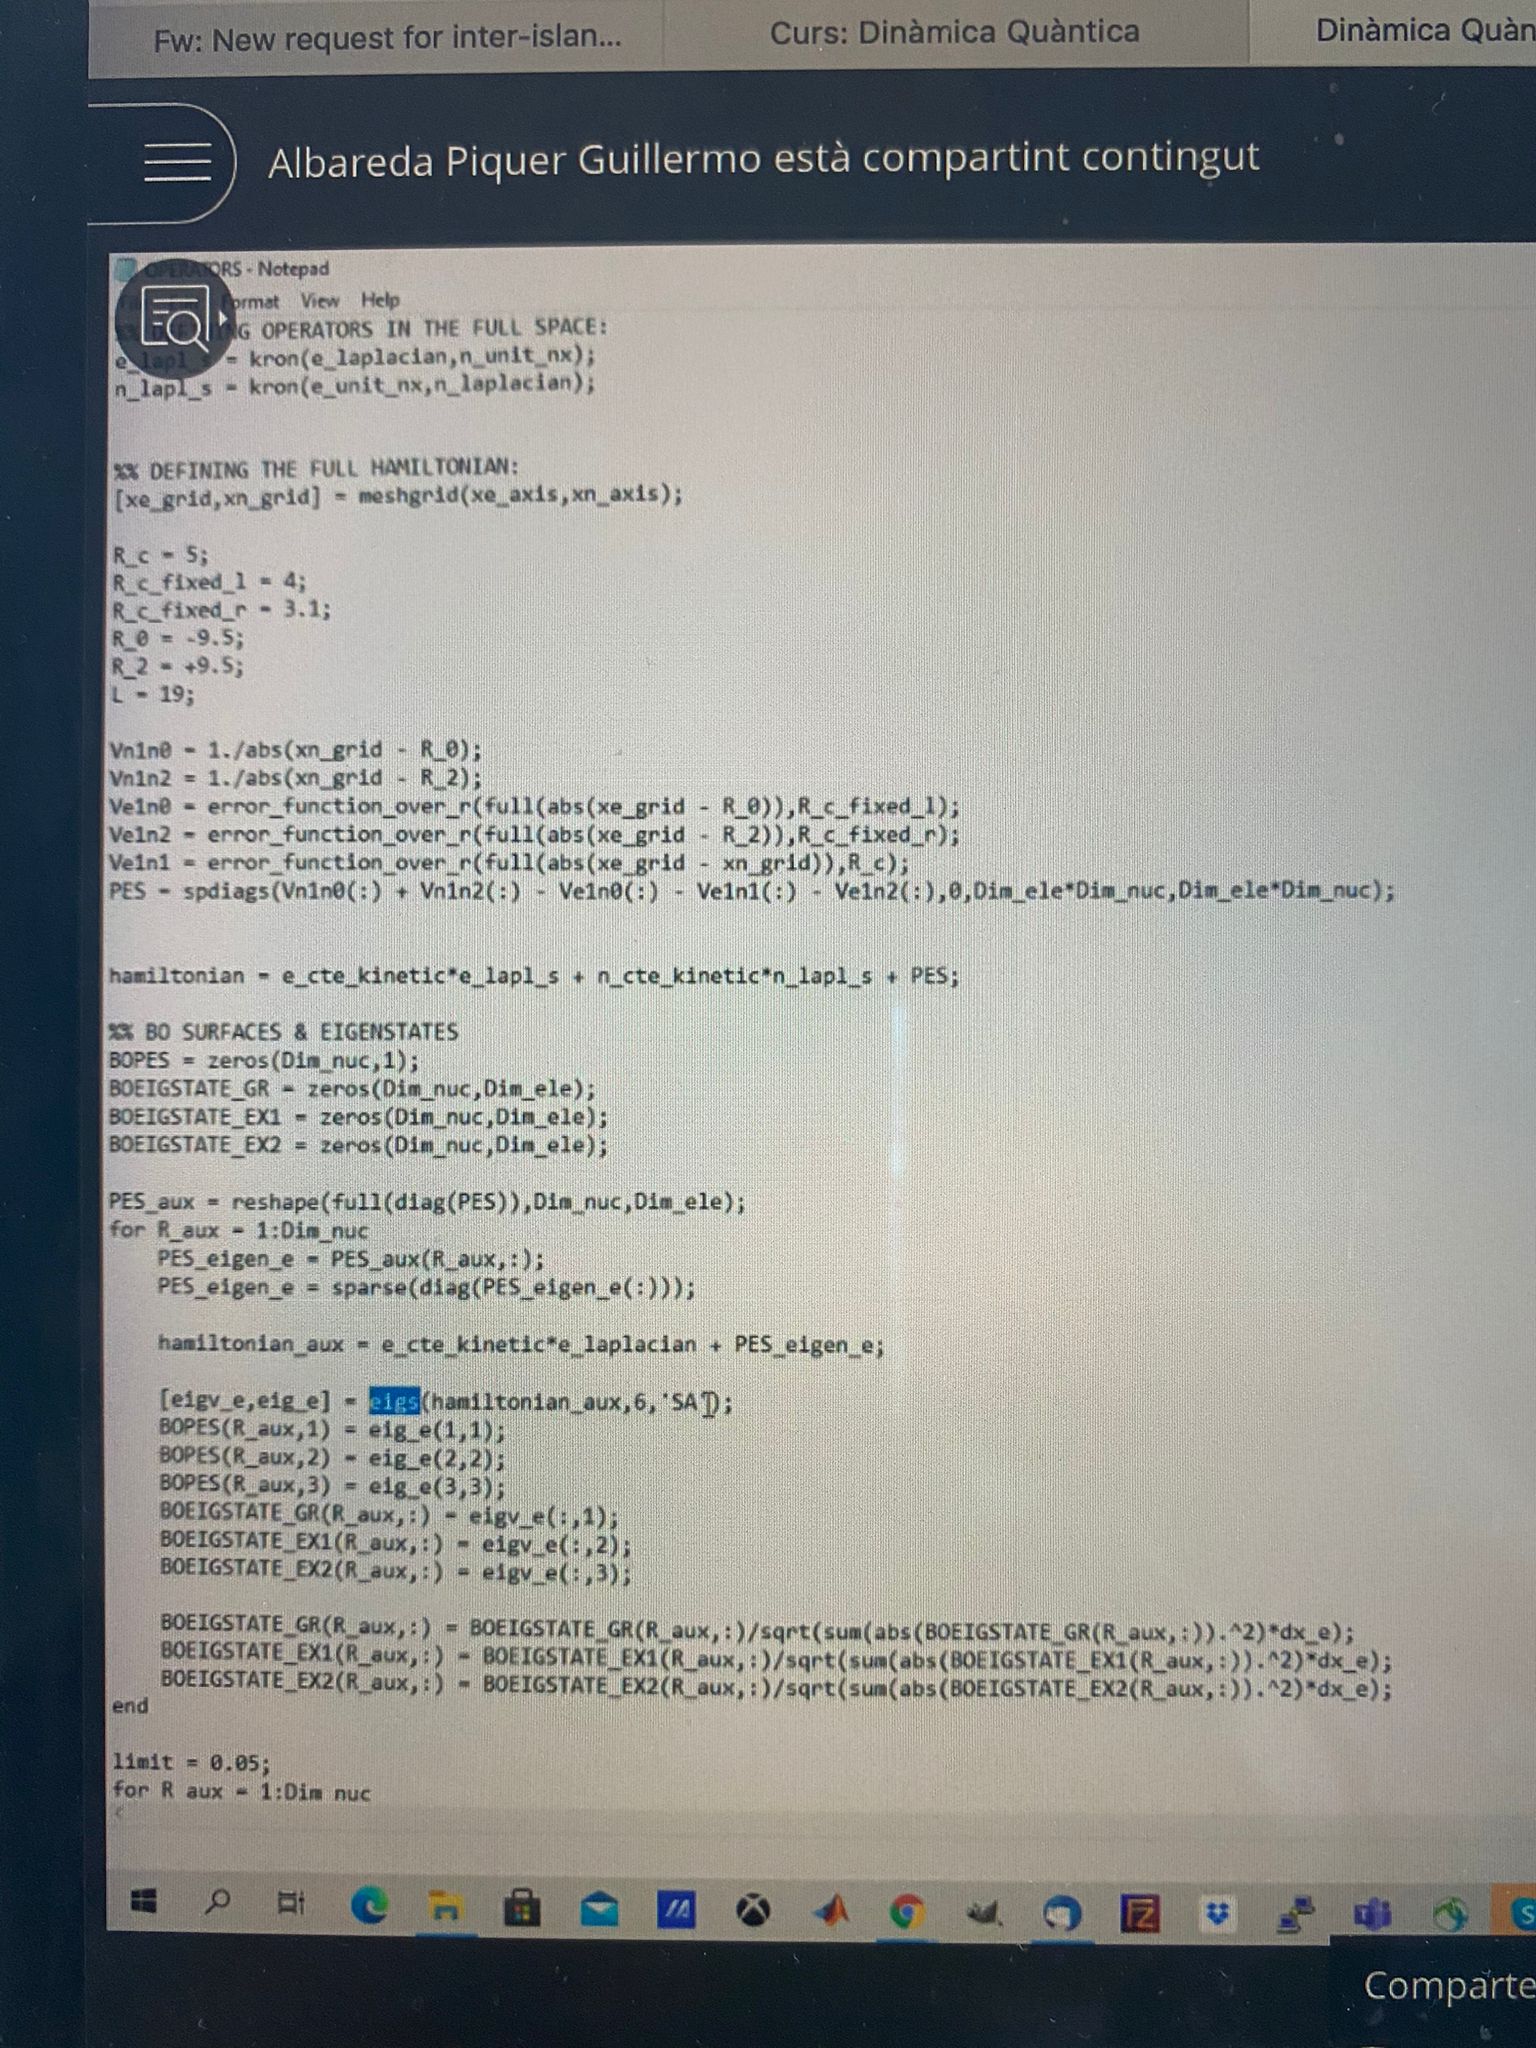 Fw: New request for inter-islan...
Curs: Dinàmica Quàntica
Dinàmica Quàn
Albareda Piquer Guillermo està compartint contingut
OPERATORS - Notepad
Format View Help
OPERATORS IN THE FULL SPACE:
e_lapl_s = kron(e_laplacian,n_unit_nx);
n_lapl_s = kron(e_unit_nx,n_laplacian);
%% DEFINING THE FULL HAMILTONIAN:
[xe_grid,xn_grid] = meshgrid(xe_axis,xn_axis);
R_c = 5;
R_c_fixed_l = 4;
R_c_fixed_r = 3.1;
R_0 = -9.5;
R_2 = +9.5;
L = 19;
Vn1n0 = 1./abs(xn_grid - R_0);
Vn1n2 = 1./abs(xn_grid - R_2);
Ve1n0 = error_function_over_r(full(abs(xe_grid - R_0)),R_c_fixed_l);
Ve1n2 = error_function_over_r(full(abs(xe_grid - R_2)),R_c_fixed_r);
Ve1n1 = error_function_over_r(full(abs(xe_grid - xn_grid)),R_c);
PES = spdiags(Vn1n0(:) + Vn1n2(:) - Ve1n0(:) - Ve1n1(:) - Ve1n2(:),0,Dim_ele*Dim_nuc,Dim_ele*Dim_nuc);
hamiltonian = e_cte_kinetic*e_lapl_s + n_cte_kinetic*n_lapl_s + PES;
%% BO SURFACES & EIGENSTATES
BOPES = zeros(Dim_nuc,1);
BOEIGSTATE_GR = zeros(Dim_nuc,Dim_ele);
BOEIGSTATE_EX1 = zeros(Dim_nuc,Dim_ele);
BOEIGSTATE_EX2 = zeros(Dim_nuc,Dim_ele);
PES_aux = reshape(full(diag(PES)),Dim_nuc,Dim_ele);
for R_aux = 1:Dim_nuc
PES_eigen_e = PES_aux(R_aux,:);
PES_eigen_e = sparse(diag(PES_eigen_e(:)));
hamiltonian_aux = e_cte_kinetic*e_laplacian + PES_eigen_e;
[eigv_e,eig_e] = eigs(hamiltonian_aux,6,'SA');
BOPES(R_aux,1) = eig_e(1,1);
BOPES(R_aux,2) = eig_e(2,2);
BOPES(R_aux,3) = eig_e(3,3);
BOEIGSTATE_GR(R_aux,:) = eigv_e(:,1);
BOEIGSTATE_EX1(R_aux,:) = eigv_e(:,2);
BOEIGSTATE_EX2(R_aux,:) = eigv_e(:,3);
BOEIGSTATE_GR(R_aux,:) = BOEIGSTATE_GR(R_aux,:)/sqrt(sum(abs(BOEIGSTATE_GR(R_aux,:)).^2)*dx_e);
BOEIGSTATE_EX1(R_aux,:) = BOEIGSTATE_EX1(R_aux,:)/sqrt(sum(abs(BOEIGSTATE_EX1(R_aux,:)).^2)*dx_e);
BOEIGSTATE_EX2(R_aux,:) = BOEIGSTATE_EX2(R_aux,:)/sqrt(sum(abs(BOEIGSTATE_EX2(R_aux,:)).^2)*dx_e);
end
limit = 0.05;
for R_aux = 1:Dim_nuc
Comparte